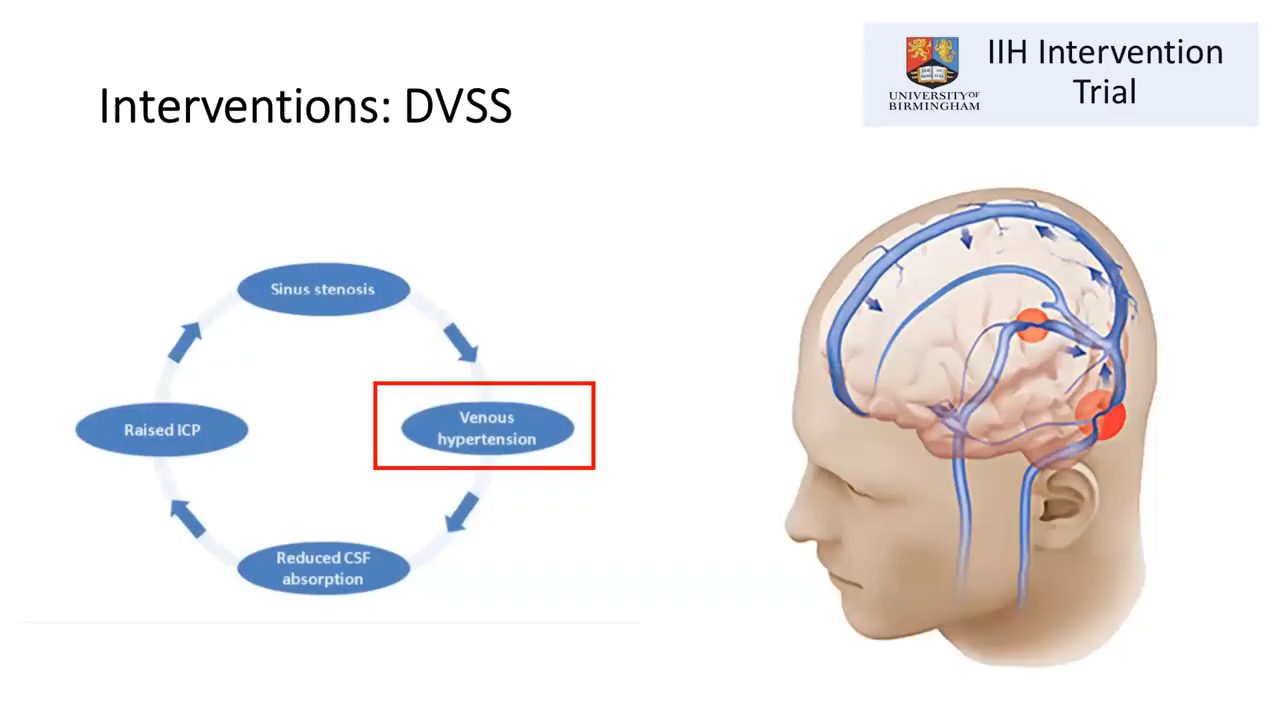 IIH Intervention
Trial
UNIVERSITY OF
BIRMINGHAM
Interventions: DVSS
Sinus stenosis
Venous
hypertension
Reduced CSF
absorption
Raised ICP